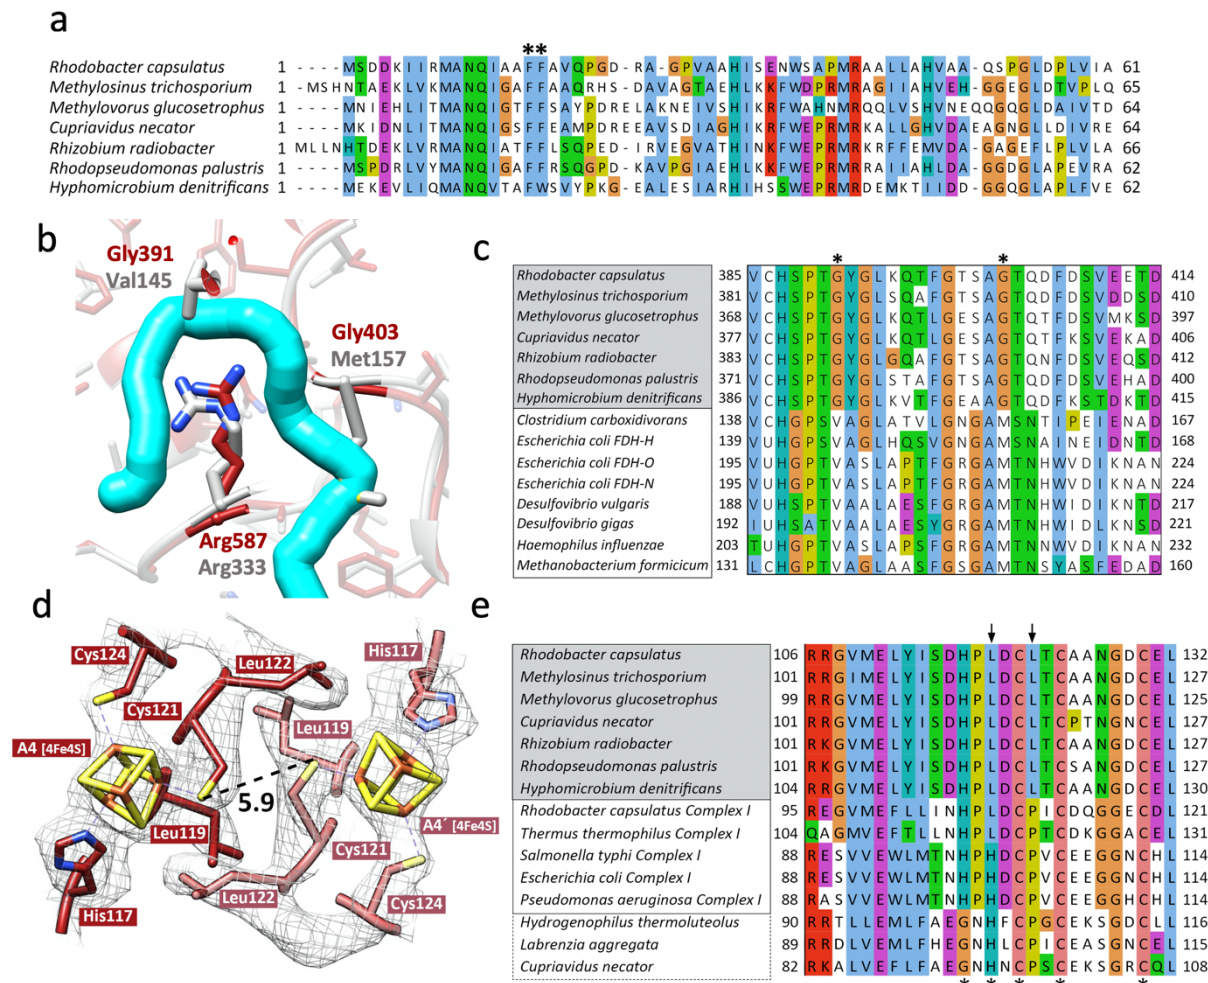 a
**
Rhodobacter capsulatus 1 ----MSDDKIIRMANQIAAFFAVQPGD-RA-GPVAAHISENWSAPMRAALLAHVAA-QSPGLDPLVIA 61
Methylosinus trichosporium 1 -MSHNTAEKLVKMANQIGTFFAAQRHS-DAVAGTAEHLKKFWDPRMRAGIIAHVEH-GGEGLDTVPLQ 65
Methylovorus glucosetrophus 1 ----MNIEHLITMANQIGTFFSAYPDRELAKNEIVSHIKRFWAHNMRQQLVSHVNEQQGQGLDAIVTD 64
Cupriavidus necator 1 ----MKIDNLITMANQIGSFFEAMPDREEAVSDIAGHIKRFWEPRMRKALLGHVDAEAGNGLLDIVRE 64
Rhizobium radiobacter 1 MLLNHTDEKLVRMANQIATFFLSQPED-IRVEGVATHINKFWEPRMRKRFFEMVDA-GAGEFLPLVLA 66
Rhodopseudomonas palustris 1 ----MSPDRLVYMANQIGAFFRSQGPD-KAVPGIAEHLKKFWEPRMRRAIIAHLDA-GGDGLAPEVRA 62
Hyphomicrobium denitrificans 1 ----MEKEVLIQMANQVTAFWSVYPKG-EALESIARHIHSSWEPRMRDEMKTIIDD-GGQGLAPLFVE 62
b
Gly391
Val145
Gly403
Met157
Arg587
Arg333
c
* *
Rhodobacter capsulatus 385 VCHSPTGYGLKQTFGTSAGTQDFDSVEETD 414
Methylosinus trichosporium 381 VCHSPTGYGLSQAFGTSAGTQDFDSVDDSD 410
Methylovorus glucosetrophus 368 VCHSPTGYGLKQTLGESAGTQTFDSVMKSD 397
Cupriavidus necator 377 VCHSPTGYGLKQTLGESAGTQTFKSVEKAD 406
Rhizobium radiobacter 383 VCHSPTGYGLGQAFGTSAGTQNFDSVEQSD 412
Rhodopseudomonas palustris 371 VCHSPTGYGLSTAFGTSAGTQDFDSVEHAD 400
Hyphomicrobium denitrificans 386 VCHSPTGYGLKVTFGEAAGTQDFKSTDKTD 415
Clostridium carboxidivorans 138 VCHGPSVAGLATVLGNGAMSNTIPEIENAD 167
Escherichia coli FDH-H 139 VUHGPSVAGLHQSVGNGAMSNAINEIDNTD 168
Escherichia coli FDH-O 195 VUHGPTVASLAPTFGRGAMTNHWVDIKNAN 224
Escherichia coli FDH-N 195 VUHGPTVASLAPTFGRGAMTNHWVDIKNAN 224
Desulfovibrio vulgaris 188 VUHGPTVAALAESFGRGAMTNHWIDIKNTD 217
Desulfovibrio gigas 192 IUHSATVAALAESYGRGAMTNHWIDLKNSD 221
Haemophilus influenzae 203 TUHGPTVASLAPSFGRGAMTNNWVDIKNAN 232
Methanobacterium formicicum 131 LCHGPTVAGLAASFGSGAMTNSYASFEDAD 160
d
Cys124
Leu122
His117
Cys121
Leu119
A4 [4Fe4S]
5.9
Leu119
A4´ [4Fe4S]
Cys121
Leu122
Cys124
His117
e
Rhodobacter capsulatus 106 RRGVMELYISDHPLDCLTCAANGDCEL 132
Methylosinus trichosporium 101 RRGIMELYISDHPLDCLTCAANGDCEL 127
Methylovorus glucosetrophus 99 RRGVMELYISDHPLDCLTCAANGDCEL 125
Cupriavidus necator 101 RRGVMELYISDHPLDCLTCPTNGNCEL 127
Rhizobium radiobacter 101 RKGVMELYISDHPLDCLTCSANGDCEL 127
Rhodopseudomonas palustris 101 RKGVMELYISDHPLDCLTCAANGDCEL 127
Hyphomicrobium denitrificans 104 RRGVMELYISDHPLDCLTCAANGDCEL 130
Rhodobacter capsulatus Complex I 95 REGVMEFLLINHPLDCPICDQGGECDL 121
Thermus thermophilus Complex I 104 QAGMVEFTLLNHPLDCPTCDKGGACEL 131
Salmonella typhi Complex I 88 RESVVEWLMTNHPHDCPVCEEGGNCHL 114
Escherichia coli Complex I 88 RESVVEWLMTNHPHDCPVCEEGGNCHL 114
Pseudomonas aeruginosa Complex I 88 RASVVEWLMTNHPHDCPVCEEGGHCHL 114
Hydrogenophilus thermoluteolus 90 RRTLLEMLFAEGNHFCPGCEKSGDCLL 116
Labrenzia aggregata 89 RRDLVEMLFHEGNHLCPICEASGNCEL 115
Cupriavidus necator 82 RKALVEFLFAEGNHNCPSCEKSGRCQL 108
* * * * *